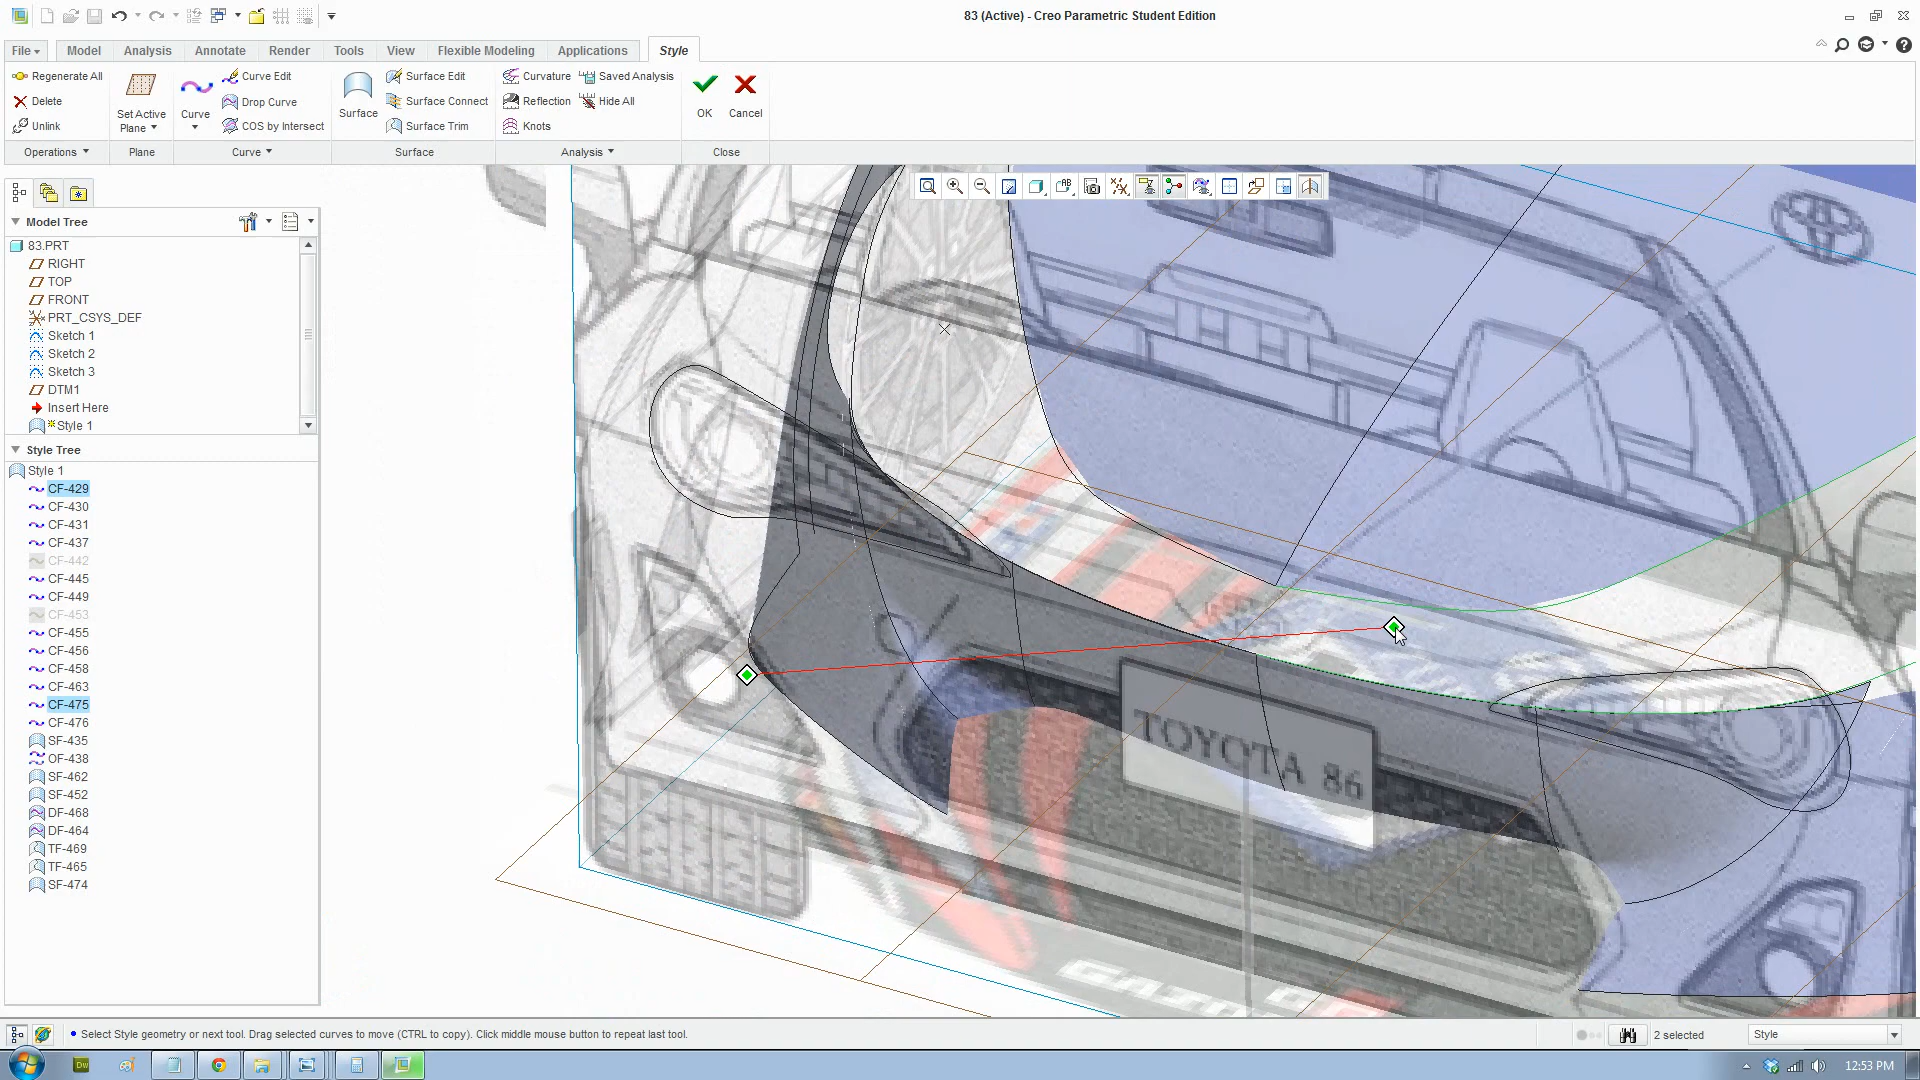 83 (Active) - Creo Parametric Student Edition
File
Model
Analysis
Annotate
Render
Tools
View
Flexible Modeling
Applications
Style
Regenerate All
Delete
Unlink
Operations
Set Active
Plane
Plane
Curve
Curve Edit
Drop Curve
COS by Intersect
Curve
Surface
Surface Edit
Surface Connect
Surface Trim
Surface
Curvature
Reflection
Knots
Saved Analysis
Hide All
Analysis
OK
Cancel
Close
Model Tree
83.PRT
RIGHT
TOP
FRONT
PRT_CSYS_DEF
Sketch 1
Sketch 2
Sketch 3
DTM1
Insert Here
Style 1
Style Tree
Style 1
CF-429
CF-430
CF-431
CF-437
CF-442
CF-445
CF-449
CF-453
CF-455
CF-456
CF-458
CF-463
CF-475
CF-476
SF-435
OF-438
SF-462
SF-452
DF-468
DF-464
TF-469
TF-465
SF-474
TOYOTA 86
Select Style geometry or next tool. Drag selected curves to move (CTRL to copy). Click middle mouse button to repeat last tool.
2 selected
Style
Dw
12:53 PM